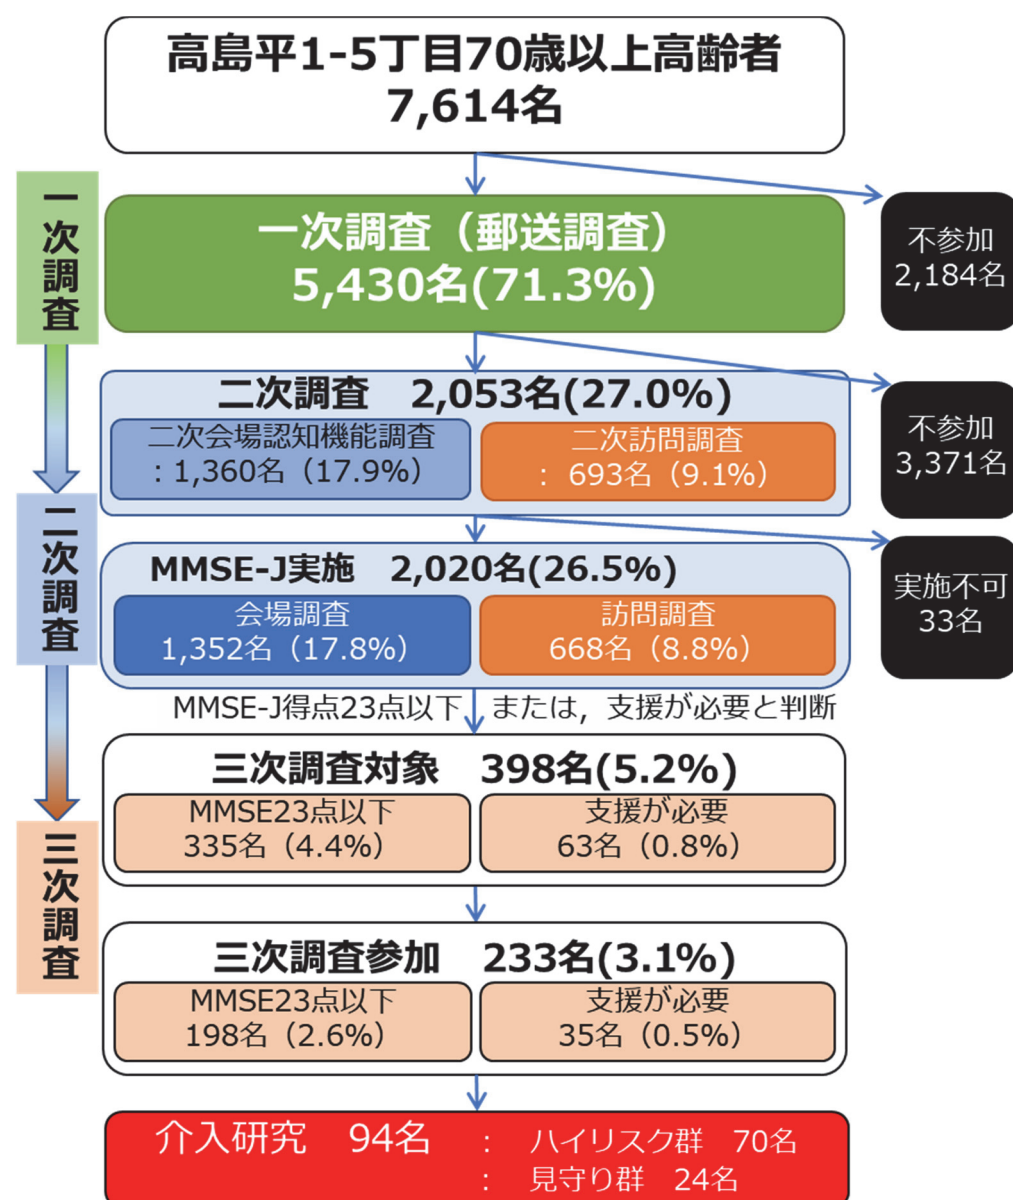 高島平1-5丁目70歳以上高齢者
7,614名
一次調査
一次調査（郵送調査）
5,430名(71.3%)
不参加
2,184名
二次調査　2,053名(27.0%)
二次会場認知機能調査
：1,360名（17.9%）
二次訪問調査
：693名（9.1%）
不参加
3,371名
二次調査
MMSE-J実施　2,020名(26.5%)
会場調査
1,352名（17.8%）
訪問調査
668名（8.8%）
実施不可
33名
MMSE-J得点23点以下　または，支援が必要と判断
三次調査対象　398名(5.2%)
MMSE23点以下
335名（4.4%）
支援が必要
63名（0.8%）
三次調査
三次調査参加　233名(3.1%)
MMSE23点以下
198名（2.6%）
支援が必要
35名（0.5%）
介入研究　94名　：　ハイリスク群　70名
：　見守り群　24名